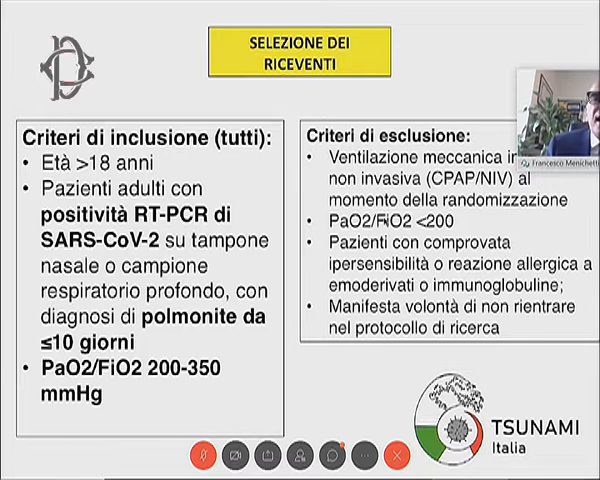 SELEZIONE DEI
RICEVENTI
Criteri di inclusione (tutti):
• Età >18 anni
• Pazienti adulti con
positività RT-PCR di
SARS-CoV-2 su tampone
nasale o campione
respiratorio profondo, con
diagnosi di polmonite da
≤10 giorni
• PaO2/FiO2 200-350
mmHg
Criteri di esclusione:
• Ventilazione meccanica in
non invasiva (CPAP/NIV) al
momento della randomizzazione
• PaO2/FiO2 <200
• Pazienti con comprovata
ipersensibilità o reazione allergica a
emoderivati o immunoglobuline;
• Manifesta volontà di non rientrare
nel protocollo di ricerca
Francesco Menichetti
TSUNAMI
Italia